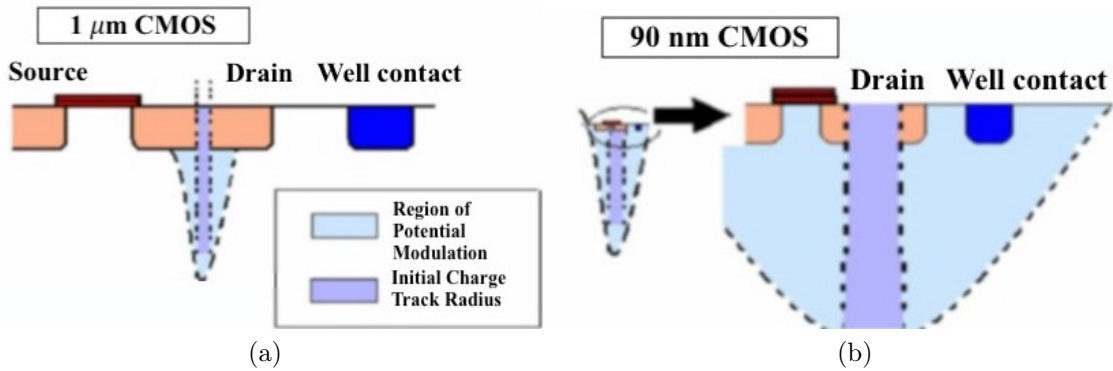 1 μm CMOS
Source
Drain
Well contact
Region of
Potential
Modulation
Initial Charge
Track Radius
(a)
90 nm CMOS
Drain
Well contact
(b)